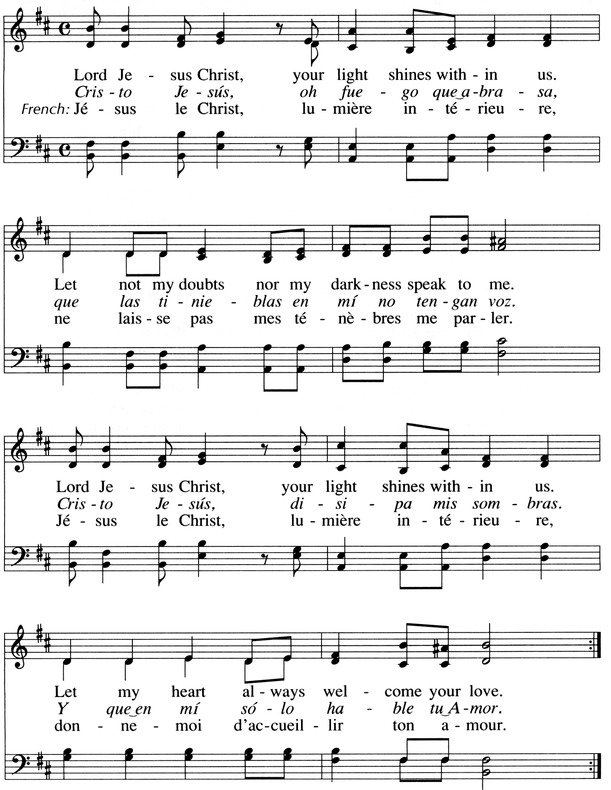 Lord Je - sus Christ, your light shines with - in us.
Cris - to Je - sús, oh fue - go que_a - bra - sa,
French: Jé - sus le Christ, lu - mière in - té - rieu - re,
Let not my doubts nor my dark - ness speak to me.
que las ti - nie - blas en mí no ten - gan voz.
ne lais - se pas mes té - nè - bres me par - ler.
Lord Je - sus Christ, your light shines with - in us.
Cris - to Je - sús, di - si - pa mis som - bras.
Jé - sus le Christ, lu - mière in - té - rieu - re,
Let my heart al - ways wel - come your love.
Y que_en mí só - lo ha - ble tu_A - mor.
don - ne - moi d'ac - cueil - lir ton a - mour.